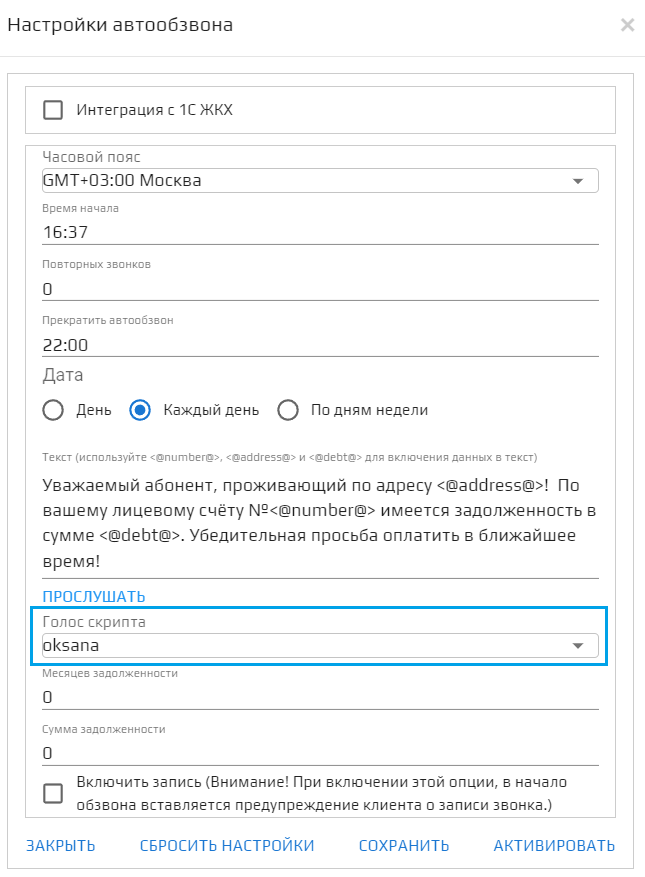 Настройки автообзвона
Интеграция с 1С ЖКХ
Часовой пояс
GMT+03:00 Москва
Время начала
16:37
Повторных звонков
0
Прекратить автообзвон
22:00
Дата
День
Каждый день
По дням недели
Текст (используйте <@number@>, <@address@> и <@debt@> для включения данных в текст)
Уважаемый абонент, проживающий по адресу <@address@>! По
вашему лицевому счёту №<@number@> имеется задолженность в
сумме <@debt@>. Убедительная просьба оплатить в ближайшее
время!
ПРОСЛУШАТЬ
Голос скрипта
oksana
Месяцев задолженности
0
Сумма задолженности
0
Включить запись (Внимание! При включении этой опции, в начало
обзвона вставляется предупреждение клиента о записи звонка.)
ЗАКРЫТЬ
СБРОСИТЬ НАСТРОЙКИ
СОХРАНИТЬ
АКТИВИРОВАТЬ